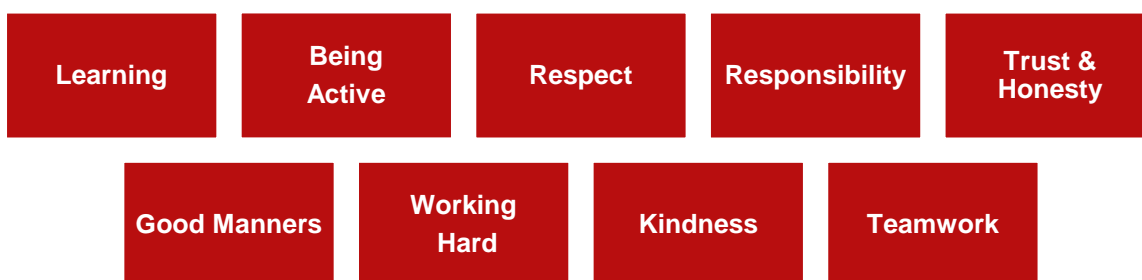 Learning
Being
Active
Respect
Responsibility
Trust &
Honesty
Good Manners
Working
Hard
Kindness
Teamwork